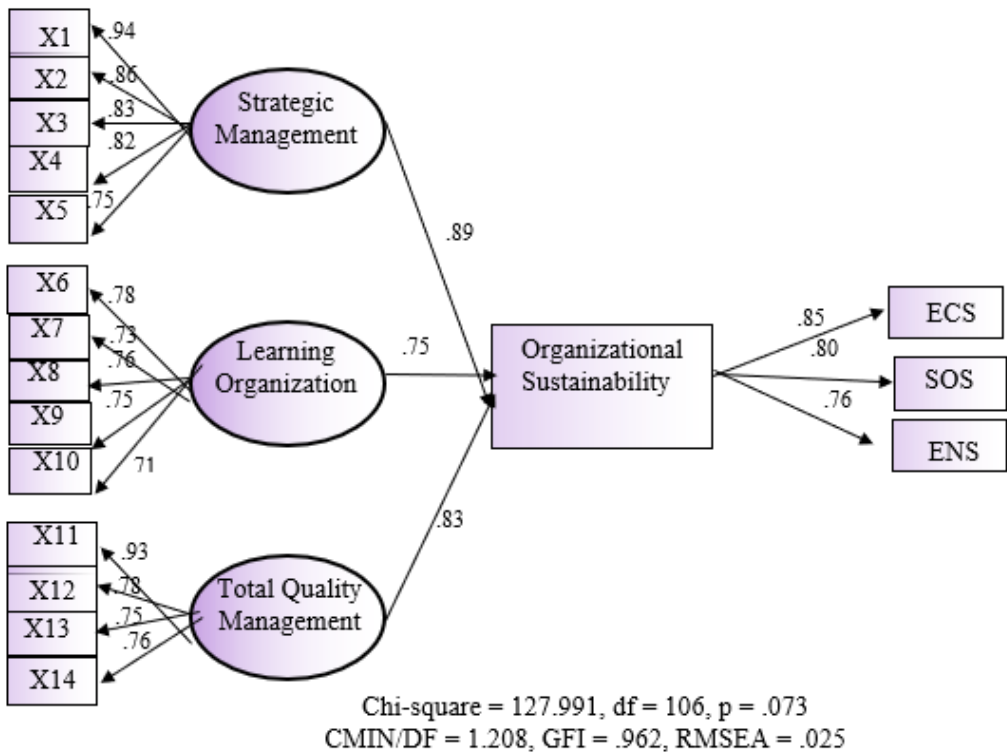 X1
.94
X2
.86
X3
.83
X4
.82
X5
.75
Strategic
Management
.89
X6
.78
X7
.73
X8
.76
X9
.75
X10
71
Learning
Organization
.75
Organizational
Sustainability
.85
ECS
.80
SOS
.76
ENS
X11
.93
X12
.78
X13
.75
X14
.76
Total Quality
Management
.83
Chi-square = 127.991, df = 106, p = .073
CMIN/DF = 1.208, GFI = .962, RMSEA = .025